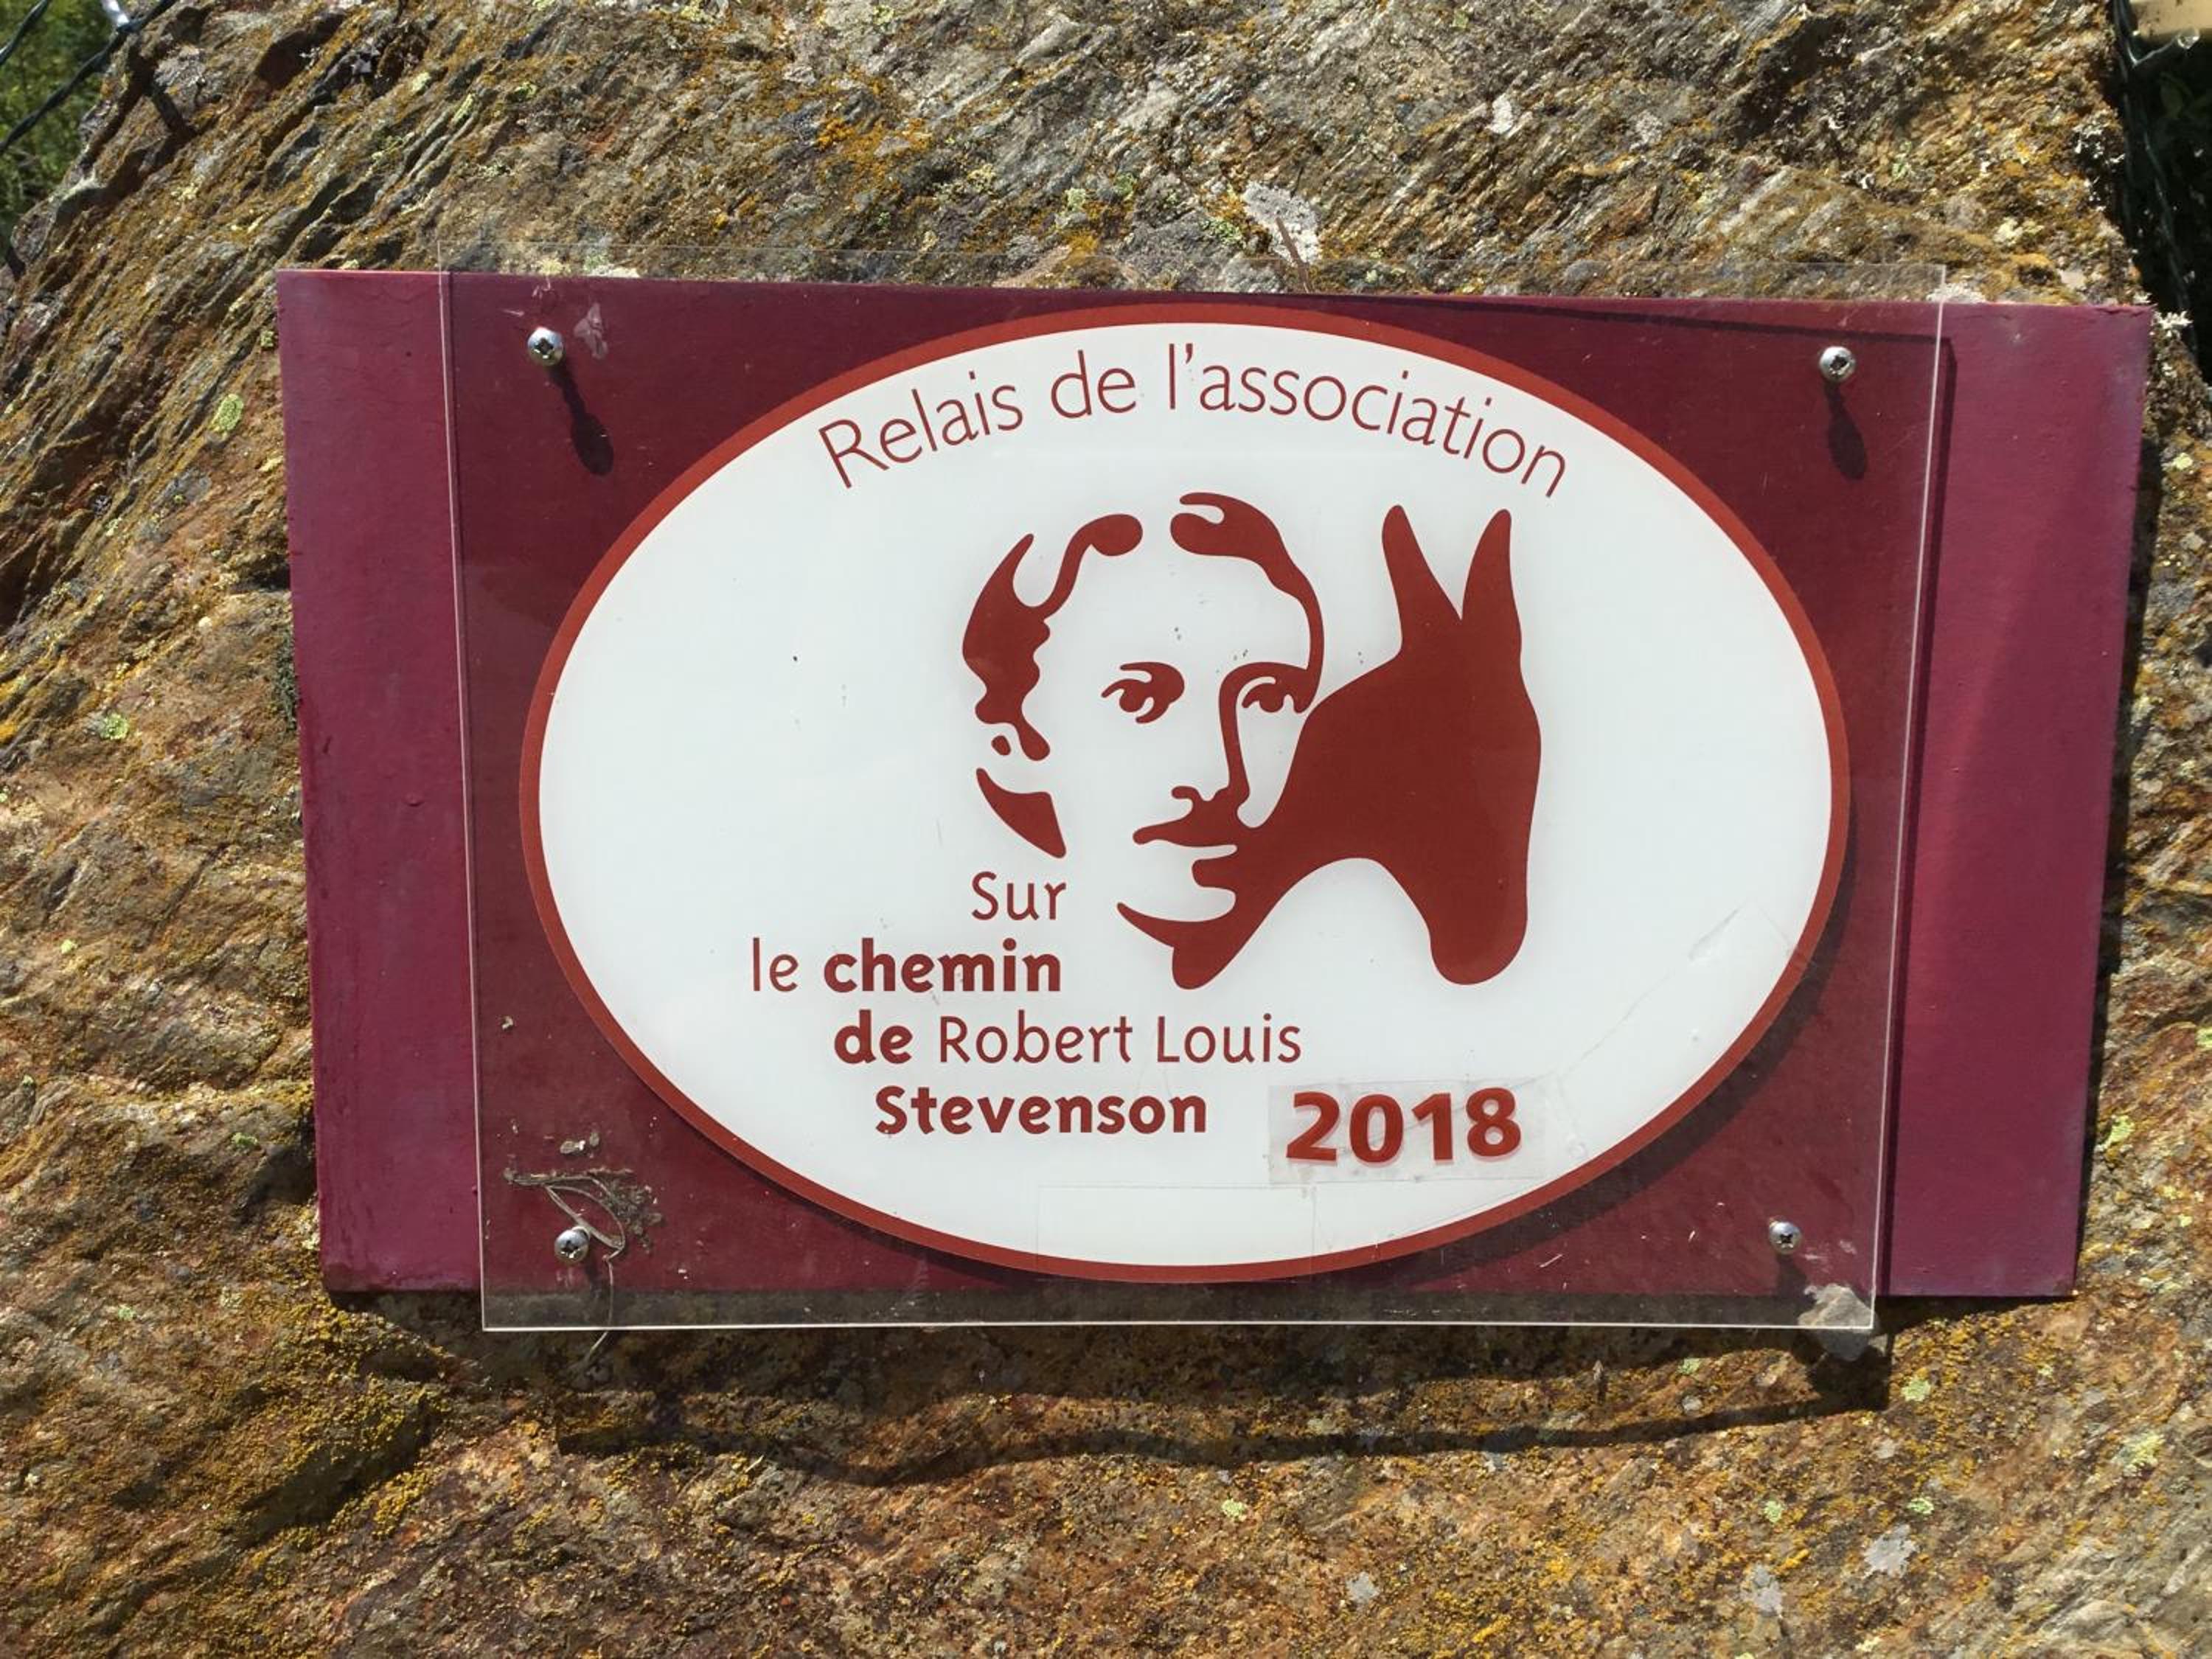 Relais de l'association
Sur
le chemin
de Robert Louis
Stevenson 2018